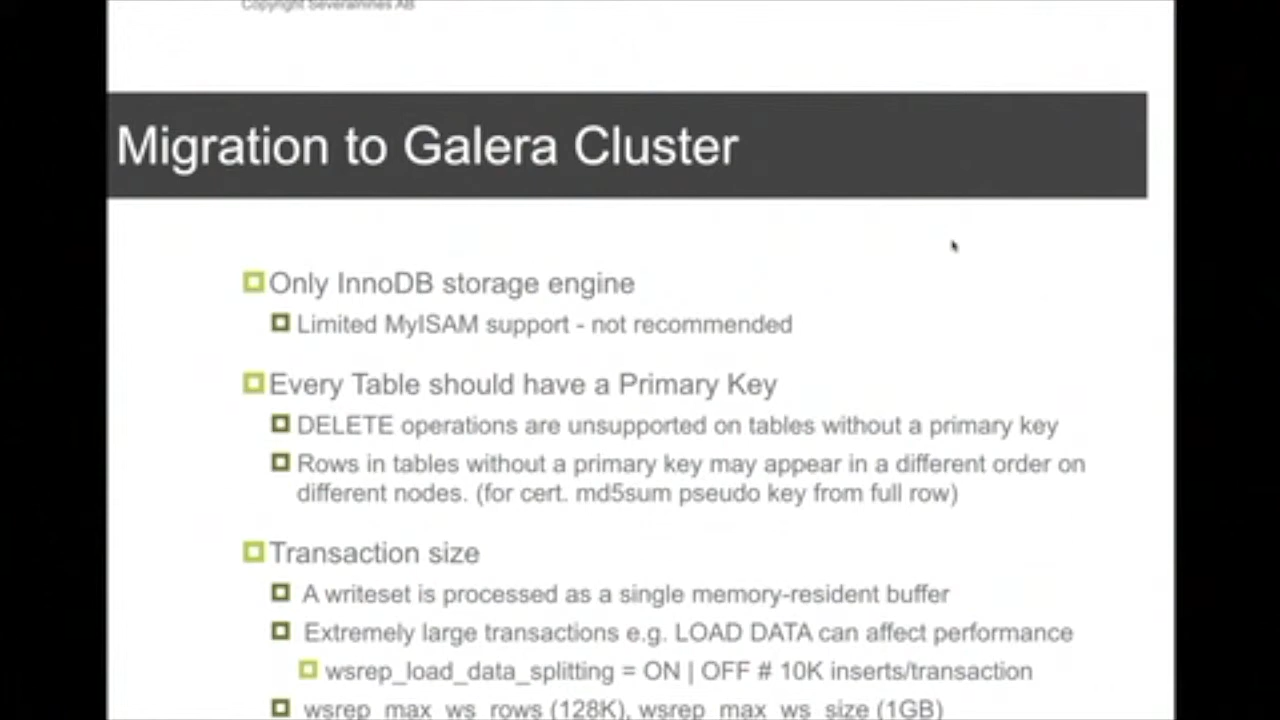 Copyright Severalnines AB
Migration to Galera Cluster
Only InnoDB storage engine
Limited MyISAM support - not recommended
Every Table should have a Primary Key
DELETE operations are unsupported on tables without a primary key
Rows in tables without a primary key may appear in a different order on
different nodes. (for cert. md5sum pseudo key from full row)
Transaction size
A writeset is processed as a single memory-resident buffer
Extremely large transactions e.g. LOAD DATA can affect performance
wsrep_load_data_splitting = ON | OFF # 10K inserts/transaction
wsrep_max_ws_rows (128K), wsrep_max_ws_size (1GB)